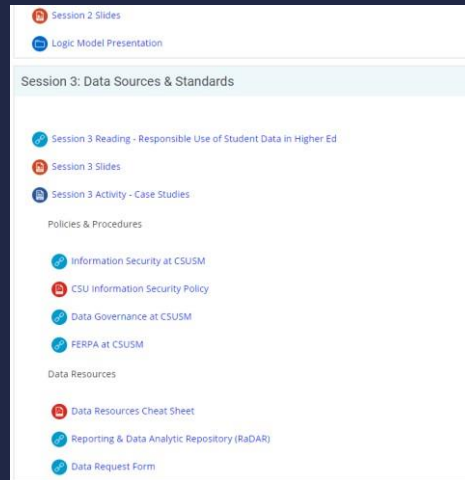 Session 2 Slides
Logic Model Presentation
Session 3: Data Sources & Standards
Session 3 Reading - Responsible Use of Student Data in Higher Ed
Session 3 Slides
Session 3 Activity - Case Studies
Policies & Procedures
Information Security at CSUSM
CSU Information Security Policy
Data Governance at CSUSM
FERPA at CSUSM
Data Resources
Data Resources Cheat Sheet
Reporting & Data Analytic Repository (RaDAR)
Data Request Form